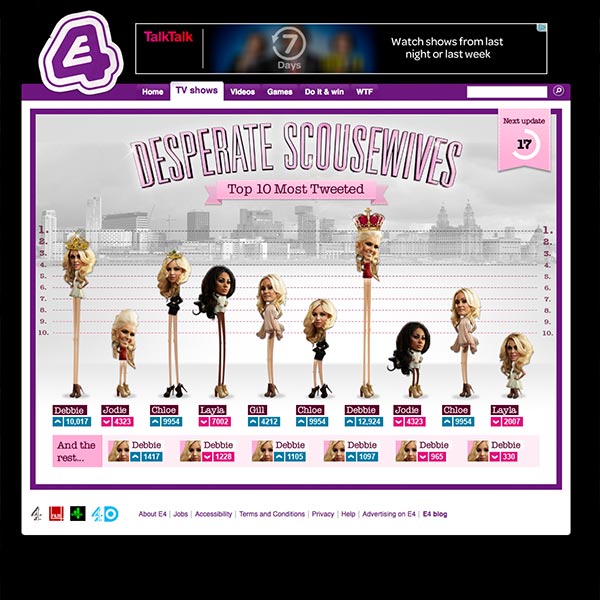 E4
TalkTalk
7
Days
Watch shows from last
night or last week
Home TV shows Videos Games Do it & win WTF
Next update
17
DESPERATE SCOUSEWIVES
Top 10 Most Tweeted
1. 1.
2. 2.
3. 3.
4. 4.
5. 5.
6. 6.
7. 7.
8. 8.
9. 9.
10. 10.
Debbie Jodie Chloe Layla Gill Chloe Debbie Jodie Chloe Layla
10,017 4323 9954 7002 4212 9954 12,924 4323 9954 2007
And the
rest...
Debbie Debbie Debbie Debbie Debbie Debbie
1417 1228 1105 1097 965 330
4 4 4oD
About E4 | Jobs | Accessibility | Terms and Conditions | Privacy | Help | Advertising on E4 | E4 blog